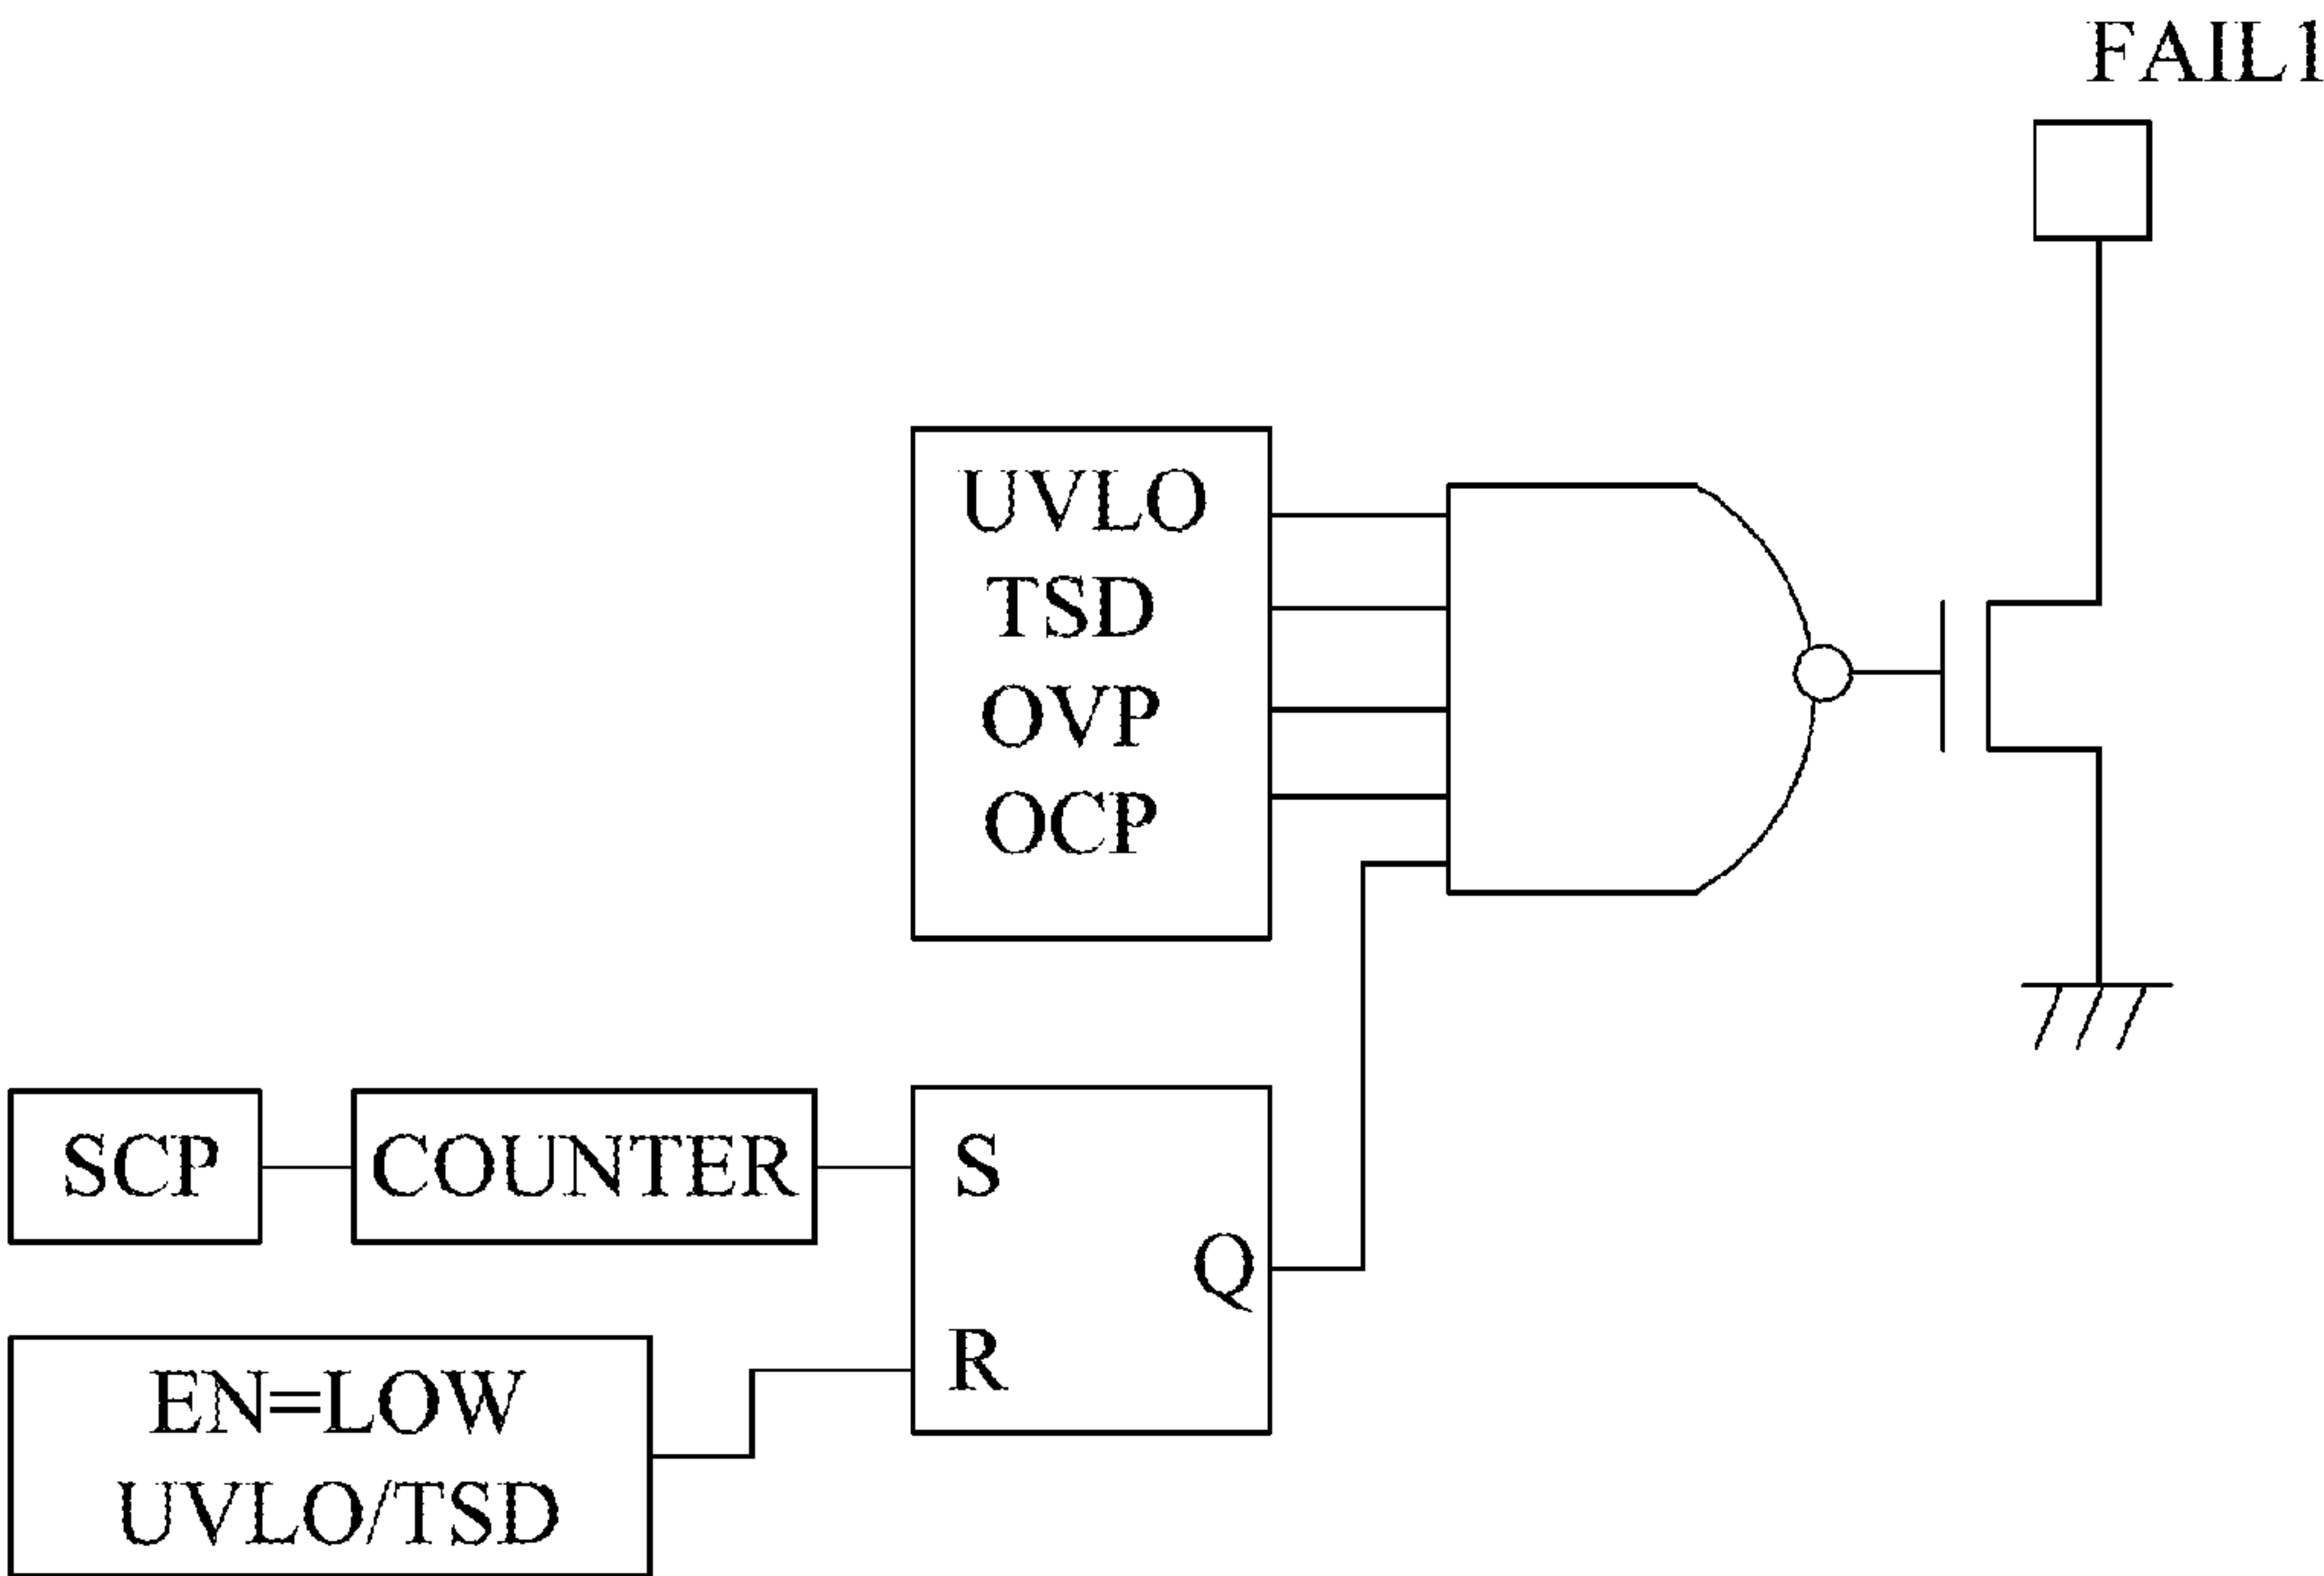 FAIL1
UVLO
TSD
OVP
OCP
SCP
COUNTER
S
Q
R
EN=LOW
UVLO/TSD